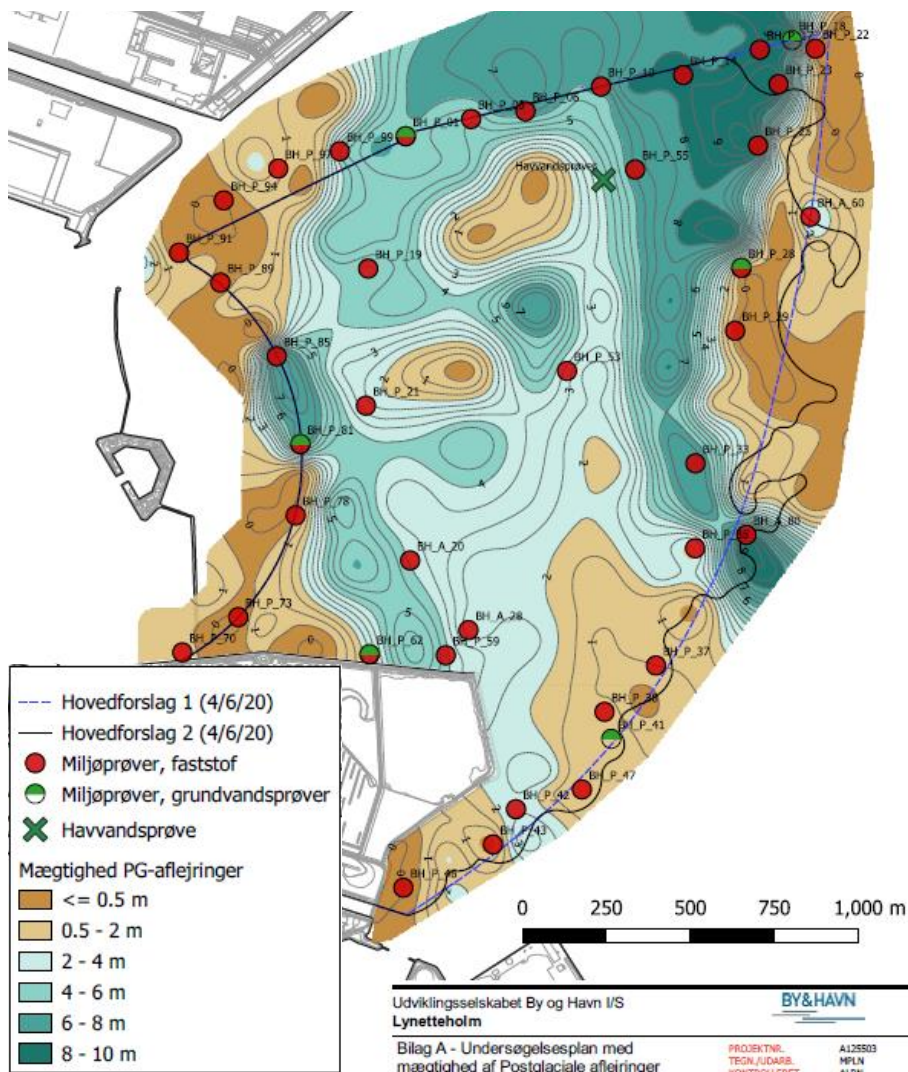 BH_P_18
BH_P_22
BH_P_23
BH_P_10
BH_P_06
BH_P_01
BH_P_99
BH_P_97
BH_P_25
BH_P_55
Havvandsprøver
BH_P_94
BH_A_60
BH_P_91
BH_P_19
BH_P_28
BH_P_89
BH_P_29
BH_P_85
BH_P_53
BH_P_21
BH_P_81
BH_P_33
BH_P_78
BH_A_80
BH_A_20
BH_P_73
BH_A_28
BH_P_70
BH_P_62
BH_P_59
BH_P_37
BH_P_38
BH_P_41
BH_P_47
BH_P_42
BH_P_43
BH_P_46
Hovedforslag 1 (4/6/20)
Hovedforslag 2 (4/6/20)
Miljøprøver, faststof
Miljøprøver, grundvandsprøver
Havvandsprøve
Mægtighed PG-aflejringer
<= 0.5 m
0.5 - 2 m
2 - 4 m
4 - 6 m
6 - 8 m
8 - 10 m
0 250 500 750 1,000 m
Udviklingsselskabet By og Havn I/S
Lynetteholm
BY&HAVN
Bilag A - Undersøgelsesplan med
mægtighed af Postglaciale aflejringer
PROJEKTNR. A125503
TEGN./UDARB. MPLN